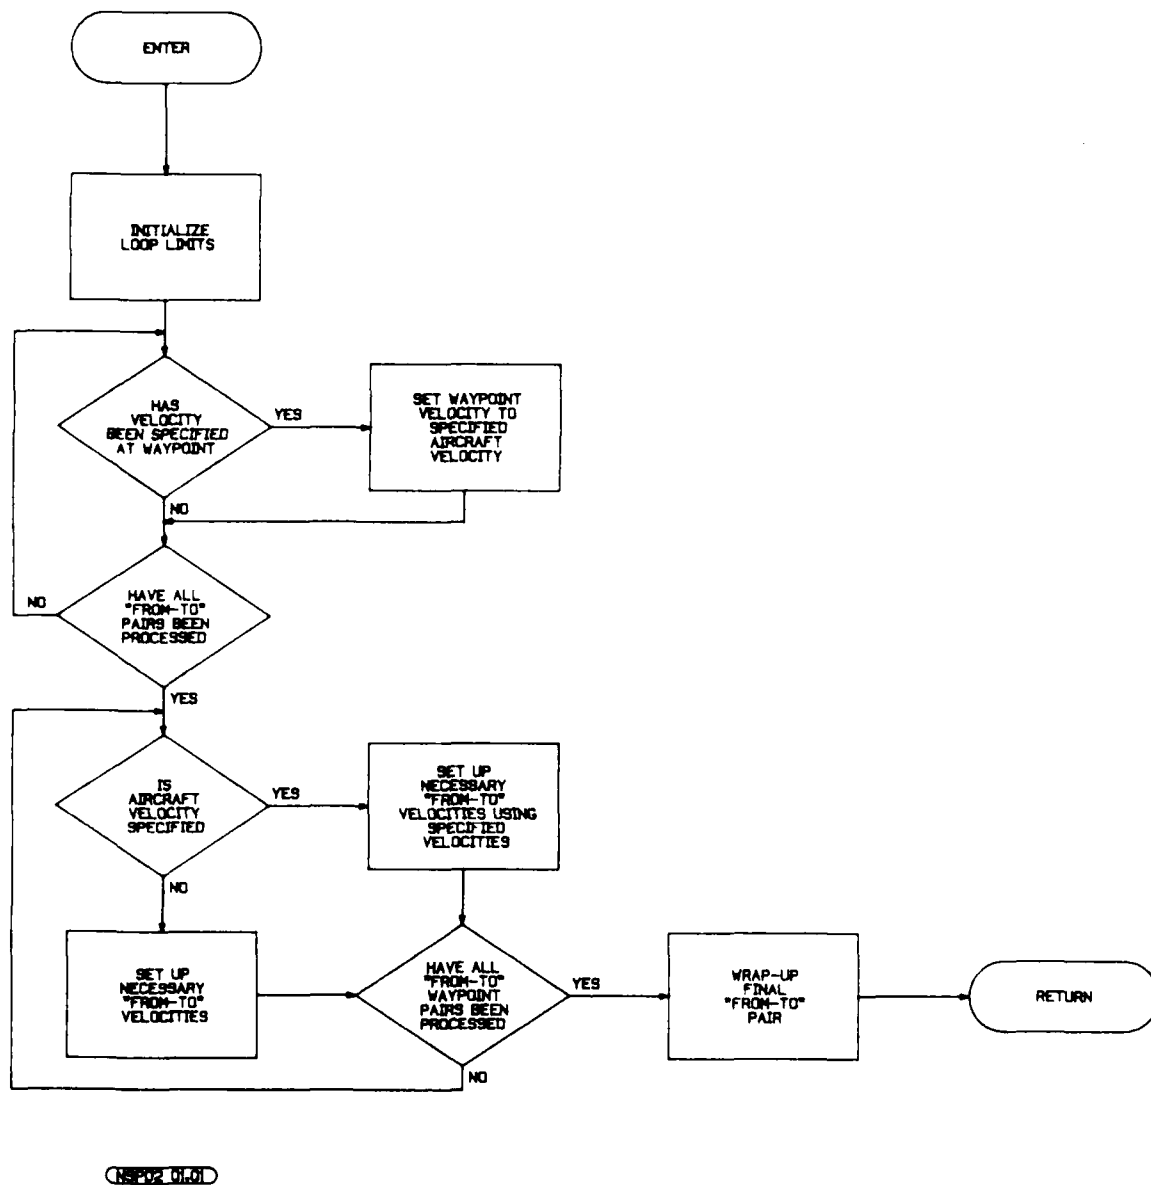 ENTER
INITIALIZE
LOOP LIMITS
HAS
VELOCITY
BEEN SPECIFIED
AT WAYPOINT
YES
SET WAYPOINT
VELOCITY TO
SPECIFIED
AIRCRAFT
VELOCITY
NO
NO
HAVE ALL
"FROM-TO"
PAIRS BEEN
PROCESSED
YES
IS
AIRCRAFT
VELOCITY
SPECIFIED
YES
SET UP
NECESSARY
"FROM-TO"
VELOCITIES USING
SPECIFIED
VELOCITIES
NO
SET UP
NECESSARY
"FROM-TO"
VELOCITIES
HAVE ALL
"FROM-TO"
WAYPOINT
PAIRS BEEN
PROCESSED
YES
WRAP-UP
FINAL
"FROM-TO"
PAIR
RETURN
NO
NSP02 01.01